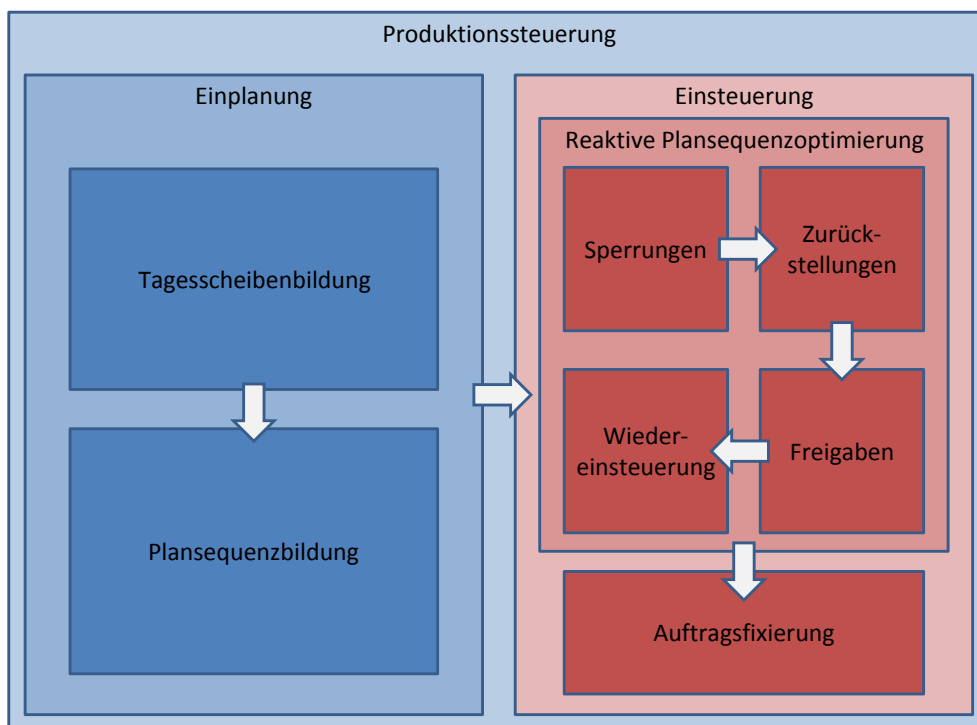 Produktionssteuerung
Einplanung
Tagesscheibenbildung
Plansequenzbildung
Einsteuerung
Reaktive Plansequenzoptimierung
Sperrungen
Zurück-
stellungen
Wieder-
einsteuerung
Freigaben
Auftragsfixierung